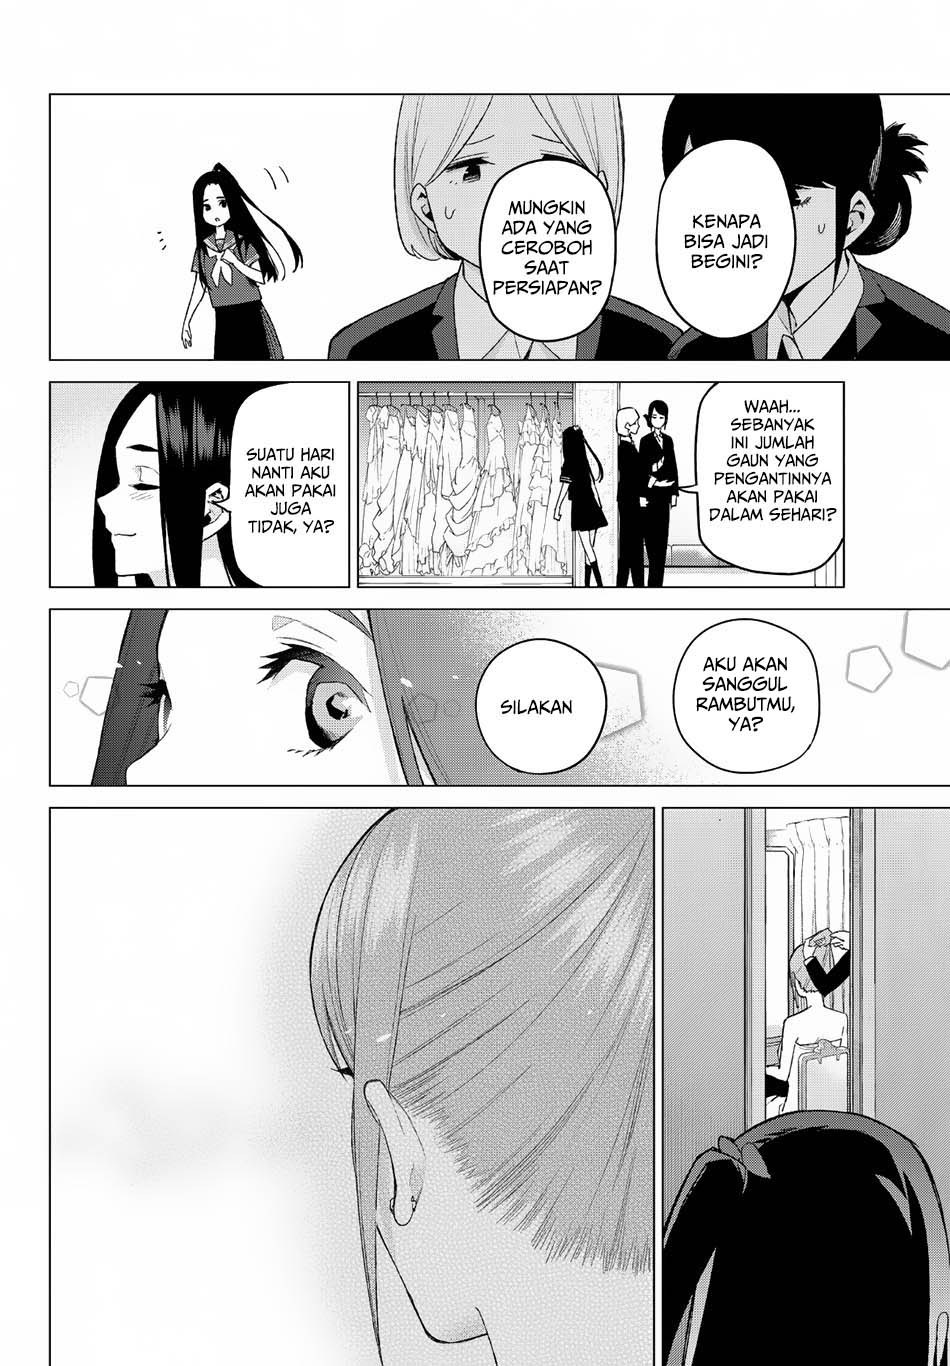 KENAPA
BISA JADI
BEGINI?
MUNGKIN
ADA YANG
CEROBOH
SAAT
PERSIAPAN?
WAAH...
SEBANYAK
INI JUMLAH
GAUN YANG
PENGANTINNYA
AKAN PAKAI
DALAM SEHARI?
SUATU HARI
NANTI AKU
AKAN PAKAI
JUGA
TIDAK, YA?
AKU AKAN
SANGGUL
RAMBUTMU,
YA?
SILAKAN